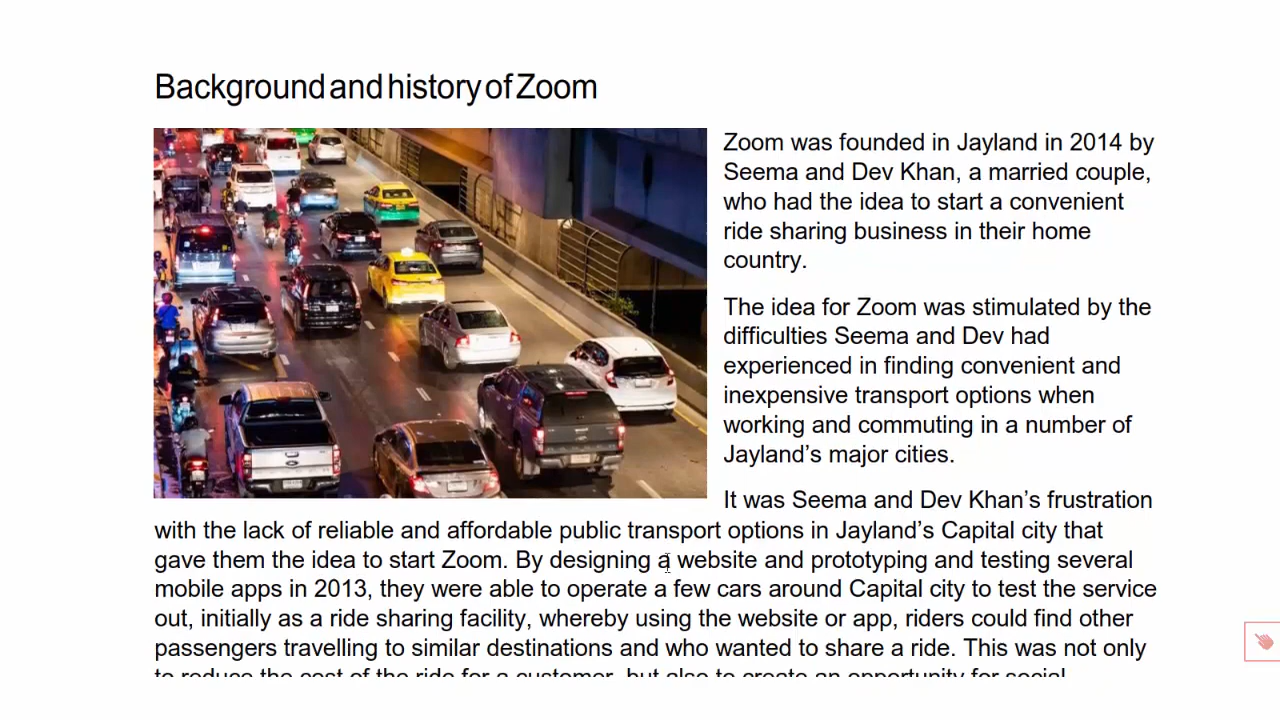 Background and history of Zoom
Zoom was founded in Jayland in 2014 by
Seema and Dev Khan, a married couple,
who had the idea to start a convenient
ride sharing business in their home
country.
The idea for Zoom was stimulated by the
difficulties Seema and Dev had
experienced in finding convenient and
inexpensive transport options when
working and commuting in a number of
Jayland’s major cities.
It was Seema and Dev Khan’s frustration
with the lack of reliable and affordable public transport options in Jayland’s Capital city that
gave them the idea to start Zoom. By designing a website and prototyping and testing several
mobile apps in 2013, they were able to operate a few cars around Capital city to test the service
out, initially as a ride sharing facility, whereby using the website or app, riders could find other
passengers travelling to similar destinations and who wanted to share a ride. This was not only
to reduce the cost of the ride for a customer, but also to create an opportunity for social